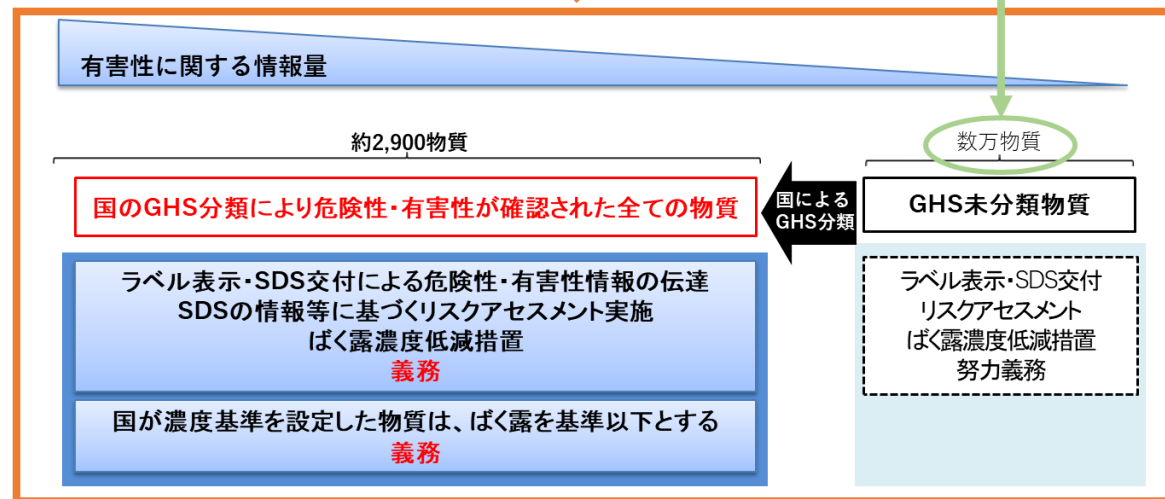 有害性に関する情報量
約2,900物質
数万物質
国のGHS分類により危険性・有害性が確認された全ての物質
国による
GHS分類
GHS未分類物質
ラベル表示・SDS交付による危険性・有害性情報の伝達
SDSの情報等に基づくリスクアセスメント実施
ばく露濃度低減措置
義務
国が濃度基準を設定した物質は、ばく露を基準以下とする
義務
ラベル表示・SDS交付
リスクアセスメント
ばく露濃度低減措置
努力義務